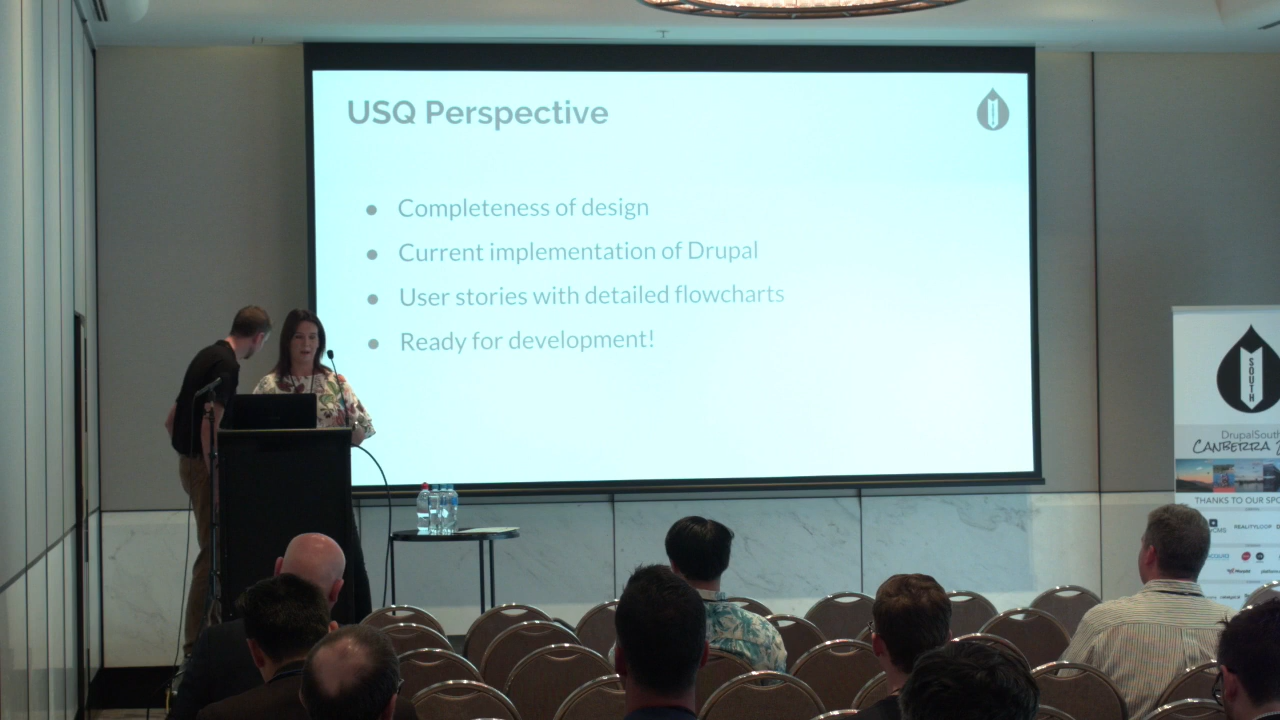 USQ Perspective
● Completeness of design
● Current implementation of Drupal
● User stories with detailed flowcharts
● Ready for development!
SOUTH
DrupalSouth
CANBERRA
THANKS TO OUR
REALITYLOOP